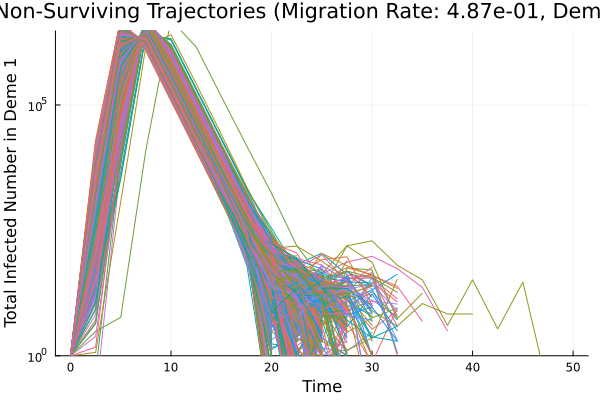 Non-Surviving Trajectories (Migration Rate: 4.87e-01, Dem
Total Infected Number in Deme 1
10^5
10^0
0 10 20 30 40 50
Time